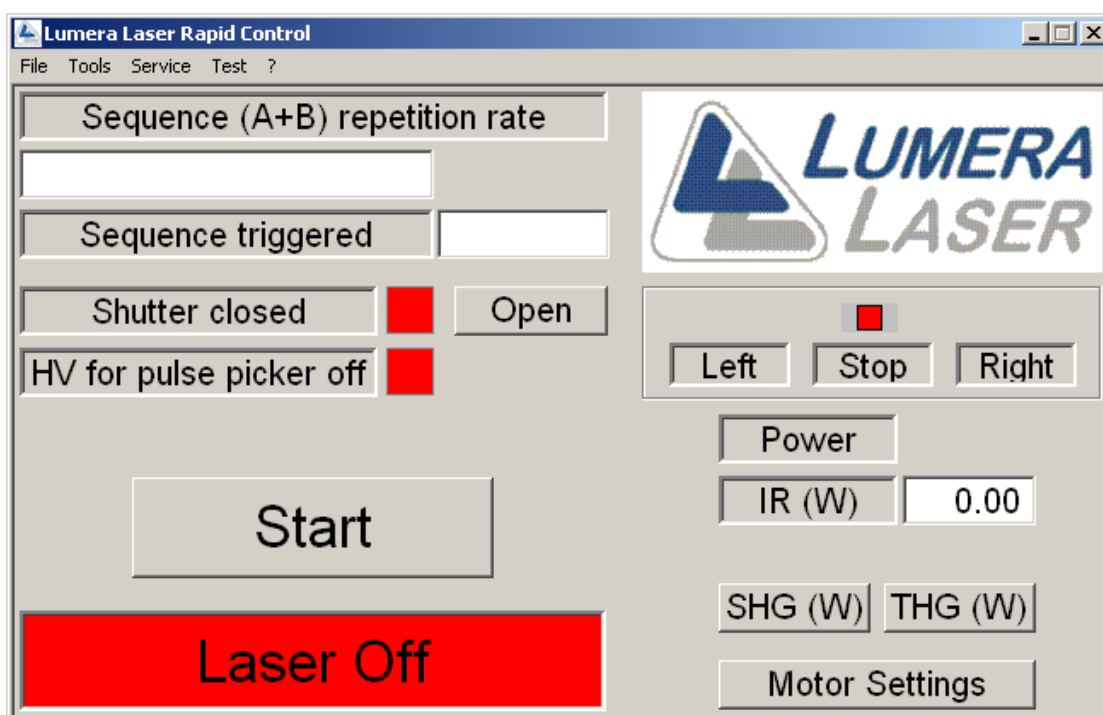 Lumera Laser Rapid Control
File Tools Service Test ?
Sequence (A+B) repetition rate
Sequence triggered
Shutter closed
Open
HV for pulse picker off
Start
Laser Off
LUMERA
LASER
Left Stop Right
Power
IR (W) 0.00
SHG (W) THG (W)
Motor Settings